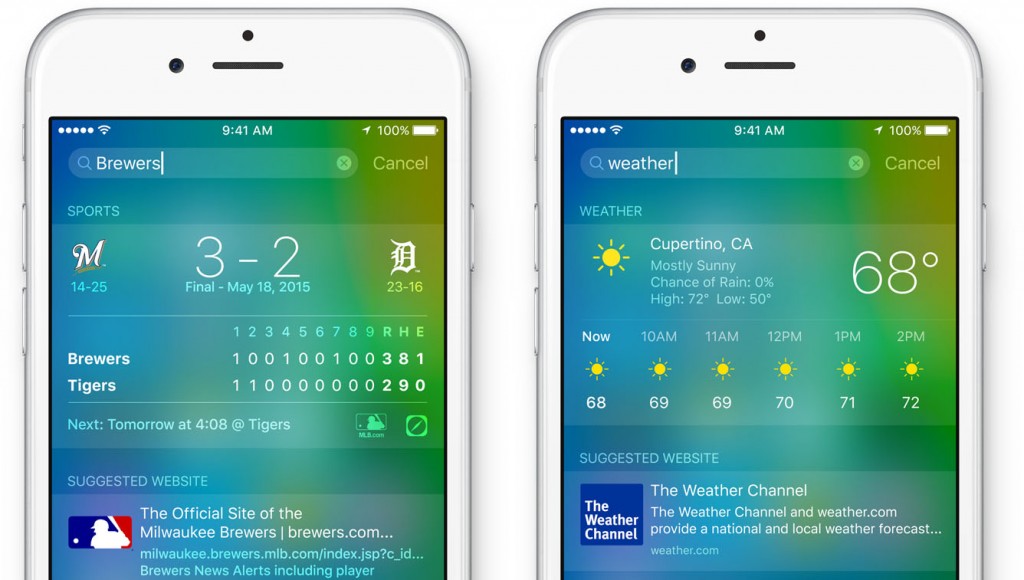 9:41 AM
100%
Brewers
Cancel
SPORTS
M
3 - 2
D
14-25
Final - May 18, 2015
23-16
1 2 3 4 5 6 7 8 9 R H E
Brewers 1 0 0 1 0 0 1 0 0 3 8 1
Tigers 1 1 0 0 0 0 0 0 0 2 9 0
Next: Tomorrow at 4:08 @ Tigers
MLB.com
SUGGESTED WEBSITE
The Official Site of the
Milwaukee Brewers | brewers.com...
milwaukee.brewers.mlb.com/index.jsp?c_id...
Brewers News Alerts including player
9:41 AM
100%
weather
Cancel
WEATHER
Cupertino, CA
Mostly Sunny
Chance of Rain: 0%
High: 72° Low: 50°
68°
Now 10AM 11AM 12PM 1PM 2PM
68 69 69 70 71 72
SUGGESTED WEBSITE
The
Weather
Channel
The Weather Channel
The Weather Channel and weather.com
provide a national and local weather forecast...
weather.com